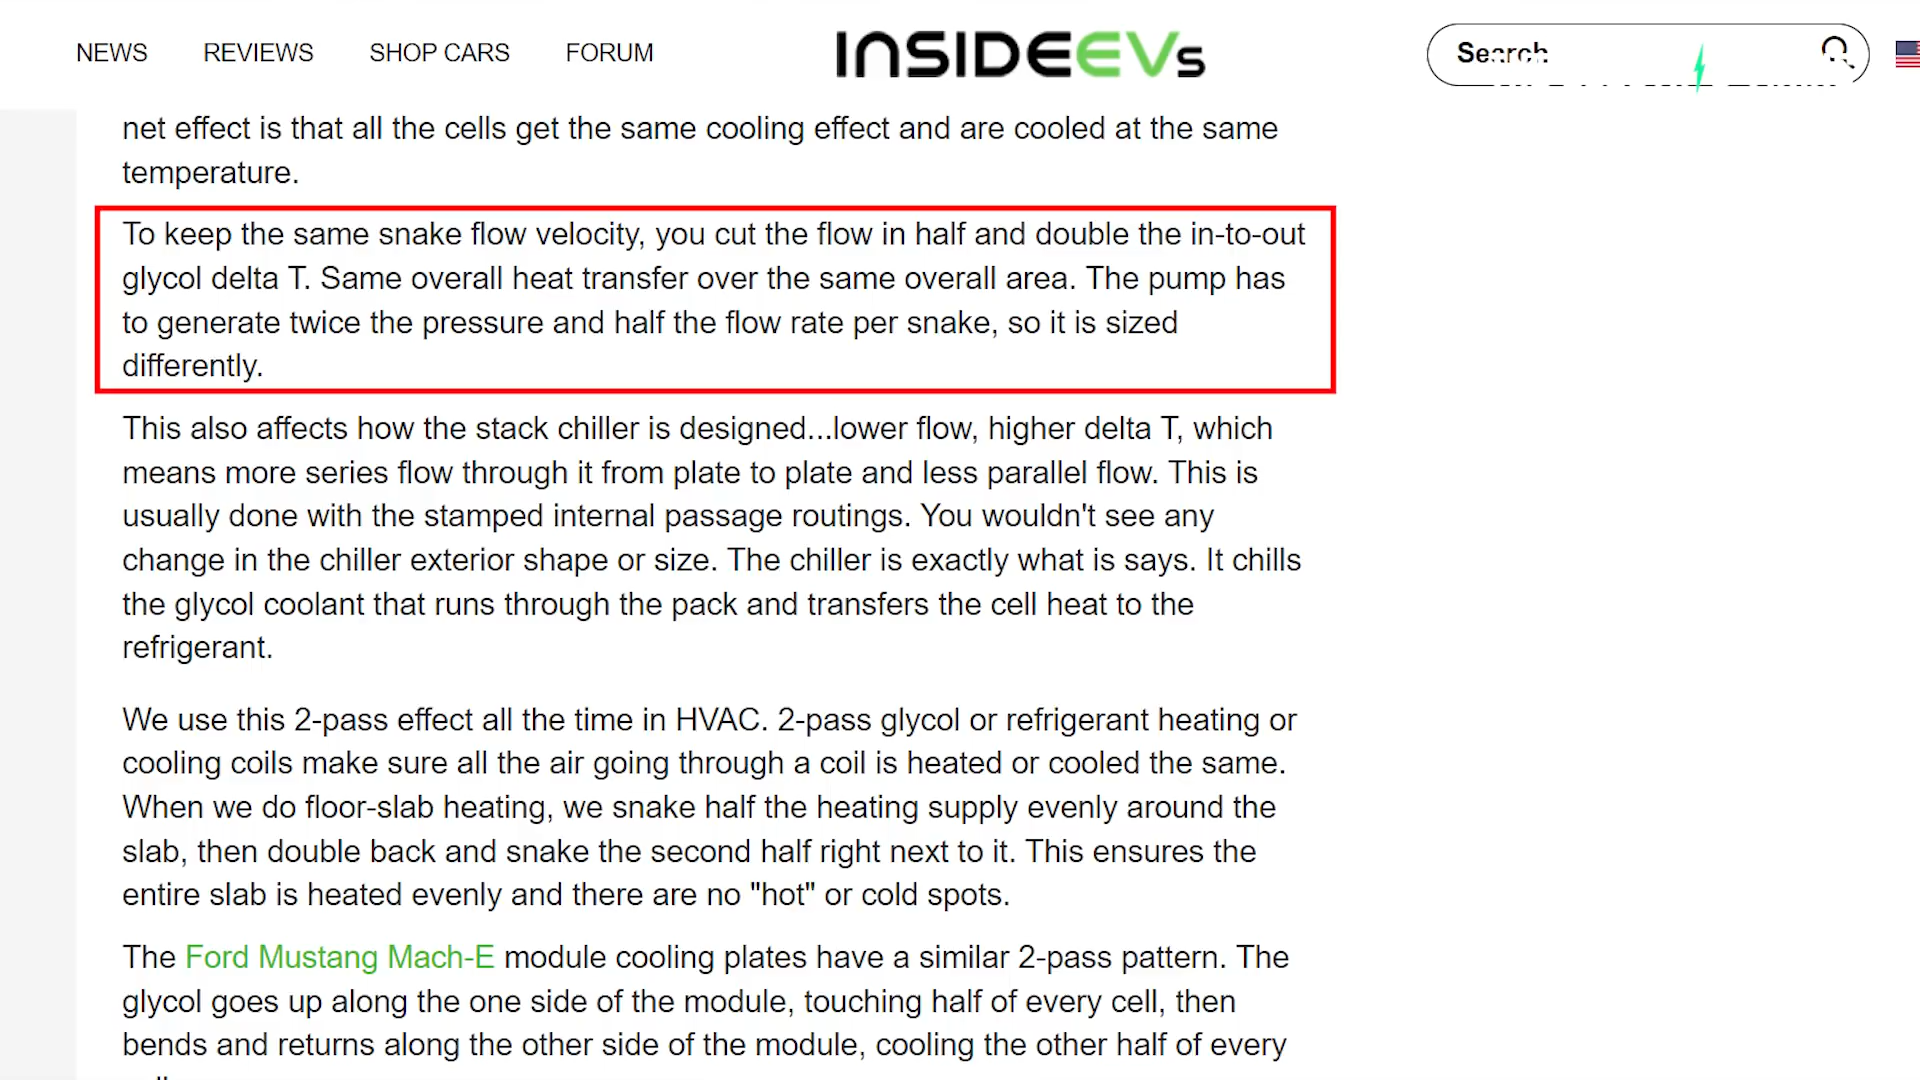 NEWS REVIEWS SHOP CARS FORUM INSIDEEVs Search
net effect is that all the cells get the same cooling effect and are cooled at the same
temperature.
To keep the same snake flow velocity, you cut the flow in half and double the in-to-out
glycol delta T. Same overall heat transfer over the same overall area. The pump has
to generate twice the pressure and half the flow rate per snake, so it is sized
differently.
This also affects how the stack chiller is designed...lower flow, higher delta T, which
means more series flow through it from plate to plate and less parallel flow. This is
usually done with the stamped internal passage routings. You wouldn't see any
change in the chiller exterior shape or size. The chiller is exactly what is says. It chills
the glycol coolant that runs through the pack and transfers the cell heat to the
refrigerant.
We use this 2-pass effect all the time in HVAC. 2-pass glycol or refrigerant heating or
cooling coils make sure all the air going through a coil is heated or cooled the same.
When we do floor-slab heating, we snake half the heating supply evenly around the
slab, then double back and snake the second half right next to it. This ensures the
entire slab is heated evenly and there are no "hot" or cold spots.
The Ford Mustang Mach-E module cooling plates have a similar 2-pass pattern. The
glycol goes up along the one side of the module, touching half of every cell, then
bends and returns along the other side of the module, cooling the other half of every